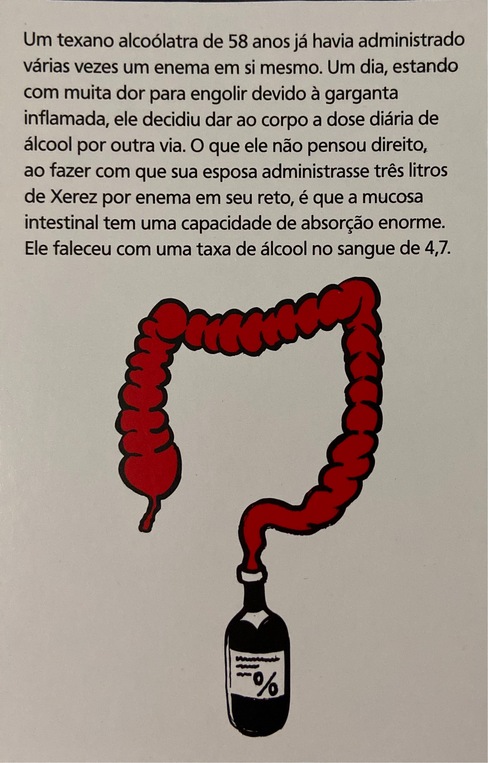 Um texano alcoólatra de 58 anos já havia administrado
várias vezes um enema em si mesmo. Um dia, estando
com muita dor para engolir devido à garganta
inflamada, ele decidiu dar ao corpo a dose diária de
álcool por outra via. O que ele não pensou direito,
ao fazer com que sua esposa administrasse três litros
de Xerez por enema em seu reto, é que a mucosa
intestinal tem uma capacidade de absorção enorme.
Ele faleceu com uma taxa de álcool no sangue de 4,7.
%